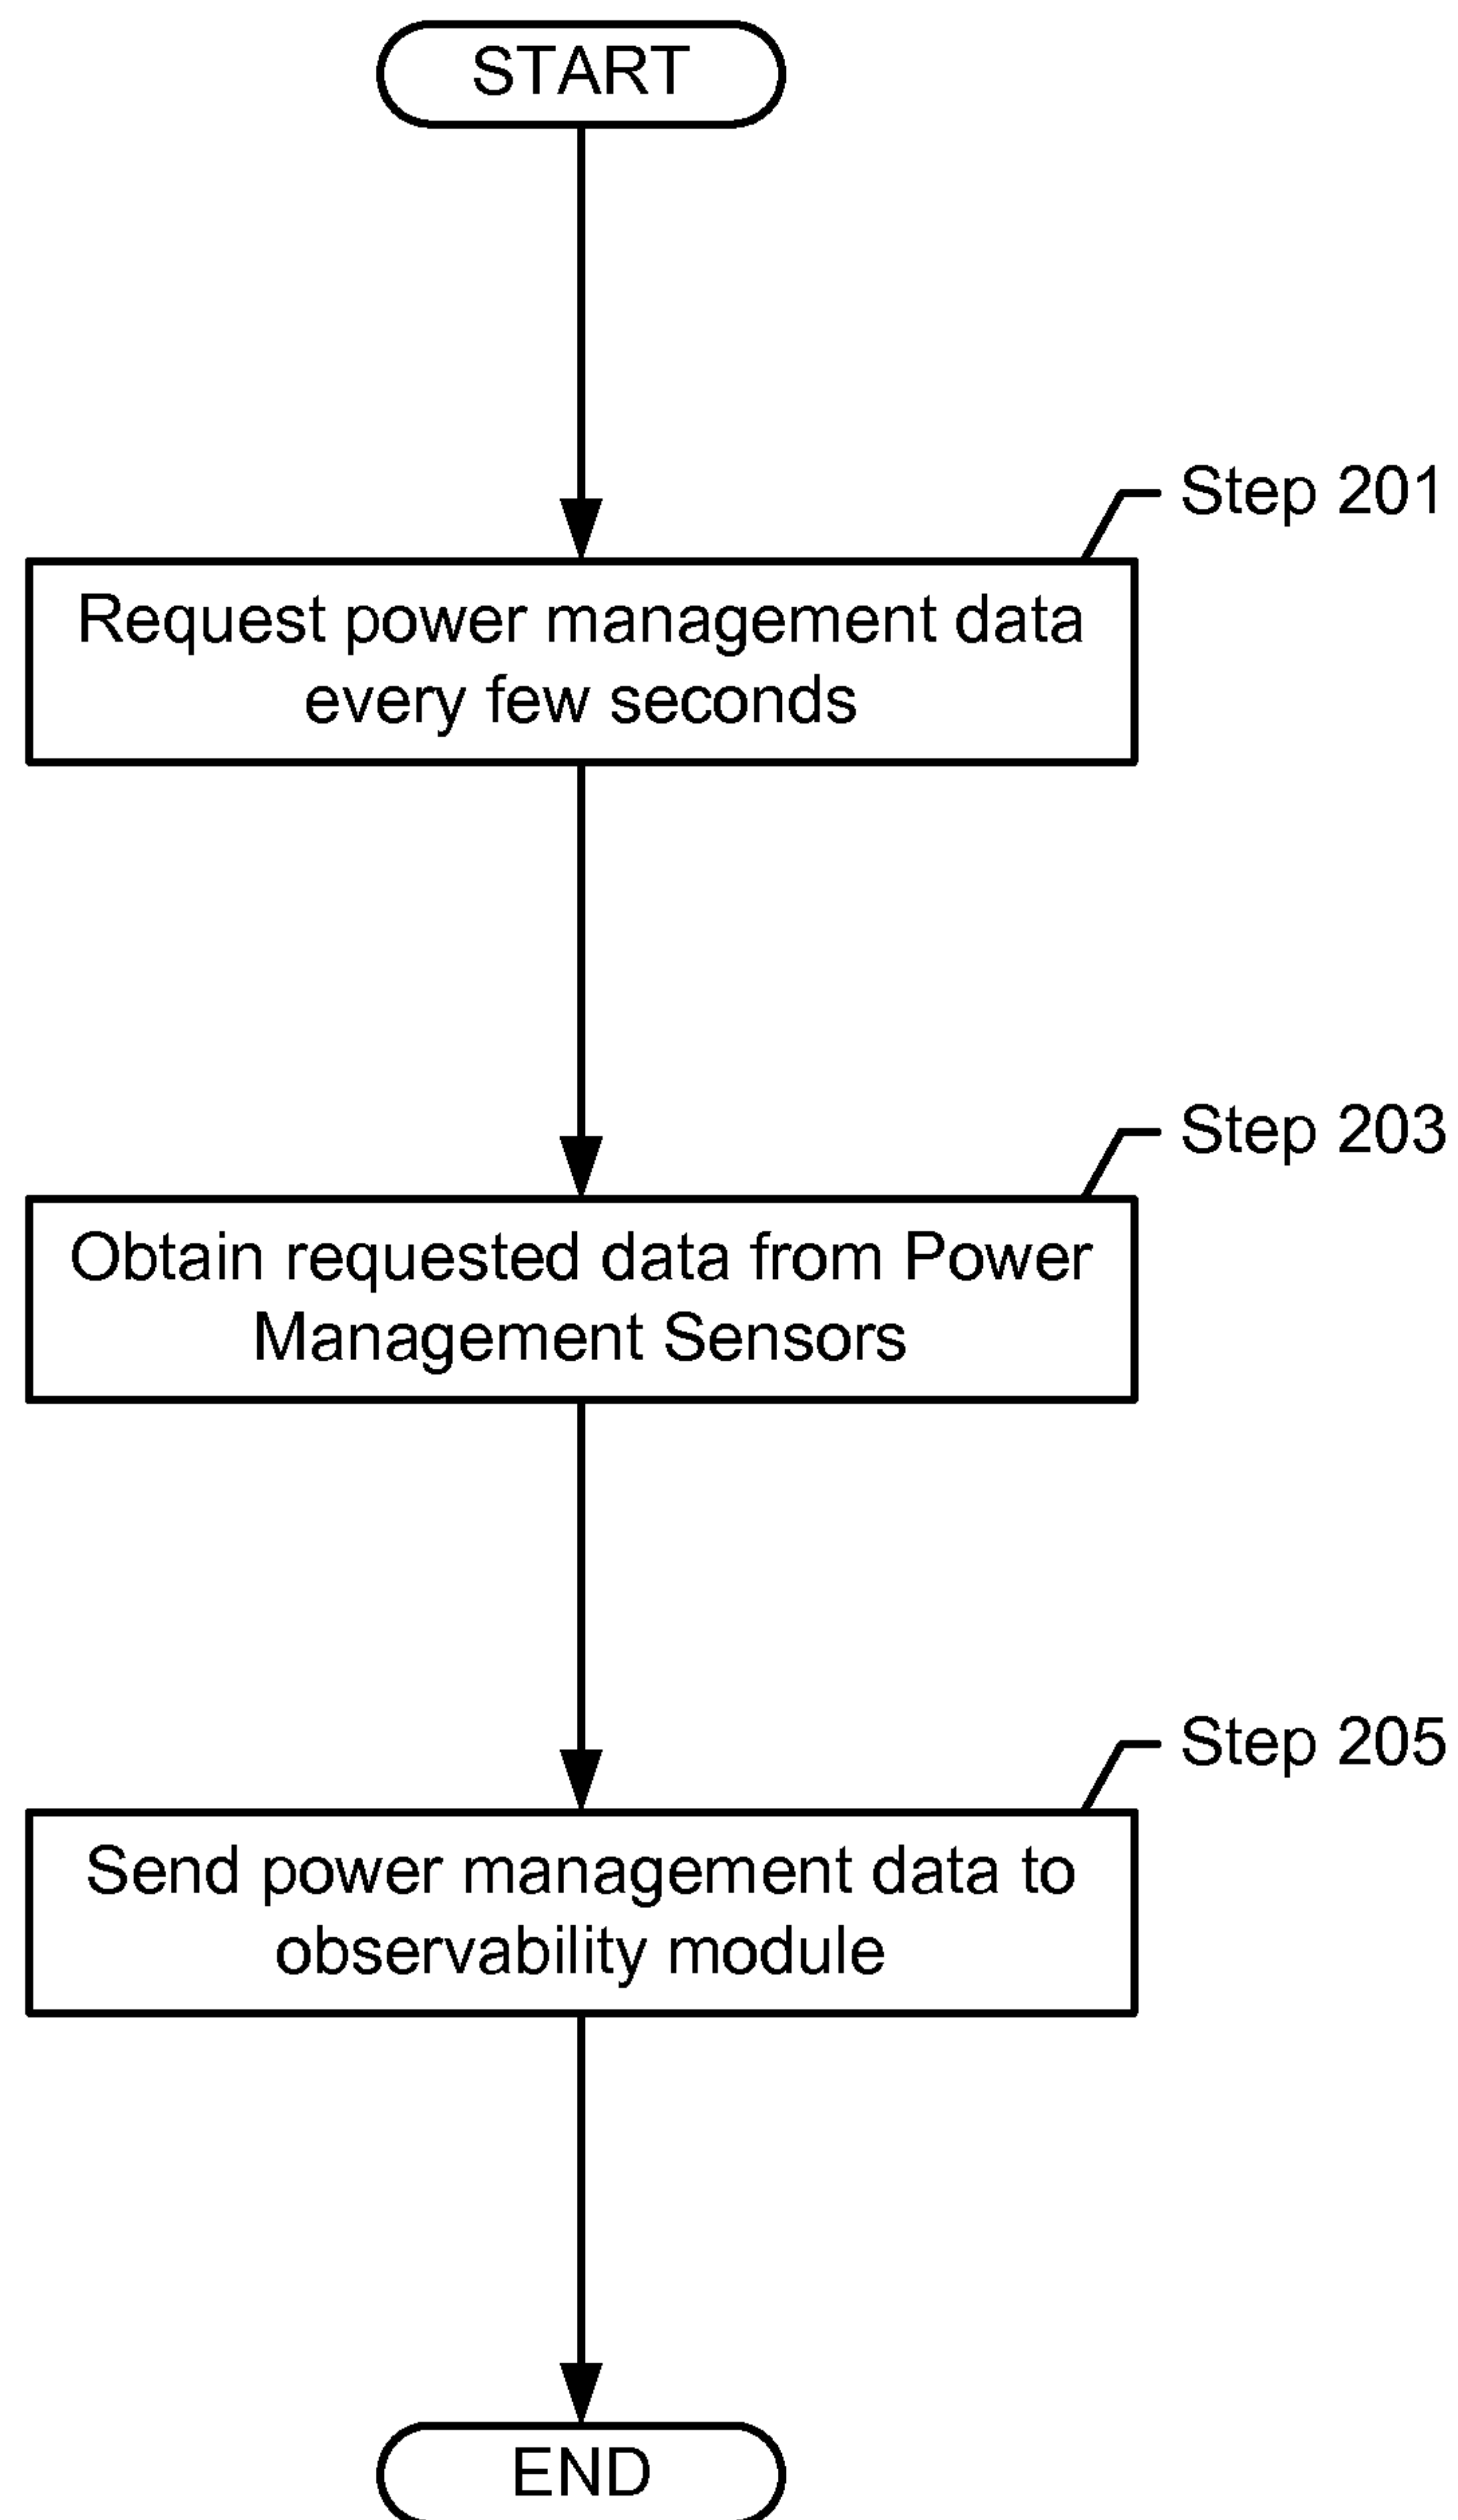 START
Step 201
Request power management data
every few seconds
Step 203
Obtain requested data from Power
Management Sensors
Step 205
Send power management data to
observability module
END